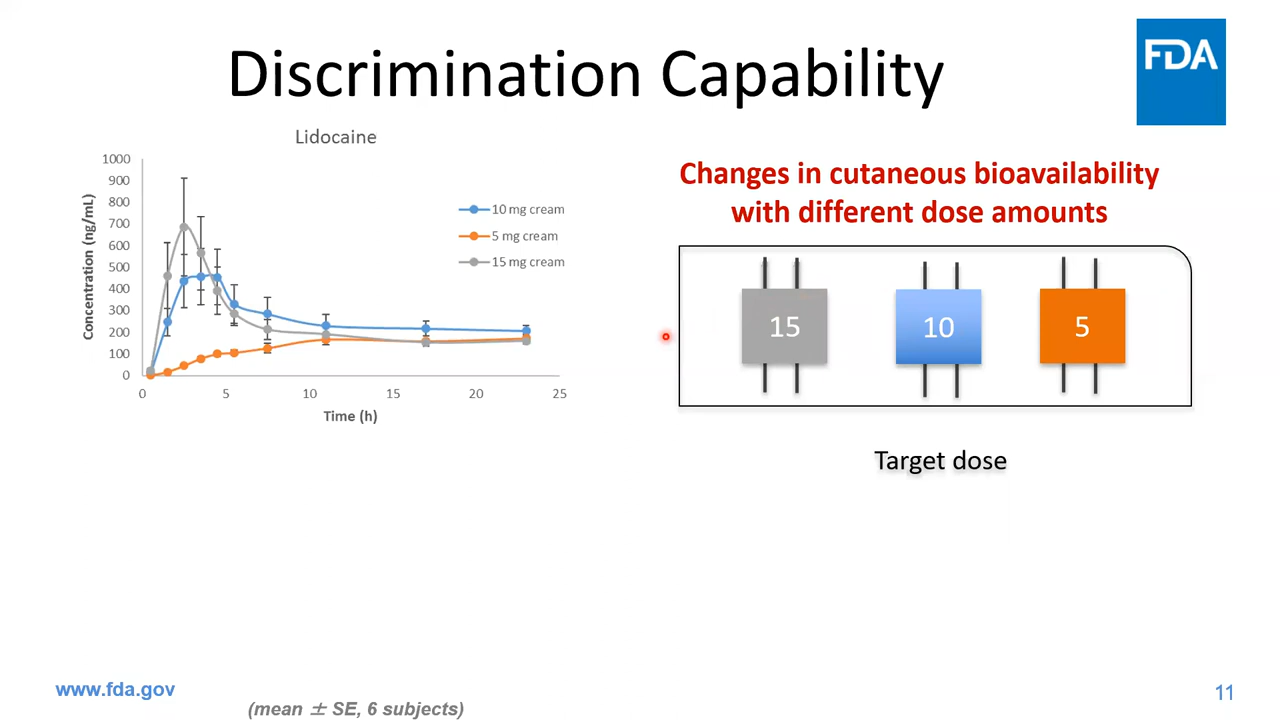 Discrimination Capability
FDA
Lidocaine
Concentration (ng/mL)
1000
900
800
700
600
500
400
300
200
100
0
0
5
10
15
20
25
Time (h)
10 mg cream
5 mg cream
15 mg cream
Changes in cutaneous bioavailability
with different dose amounts
15
10
5
Target dose
www.fda.gov
(mean ± SE, 6 subjects)
11